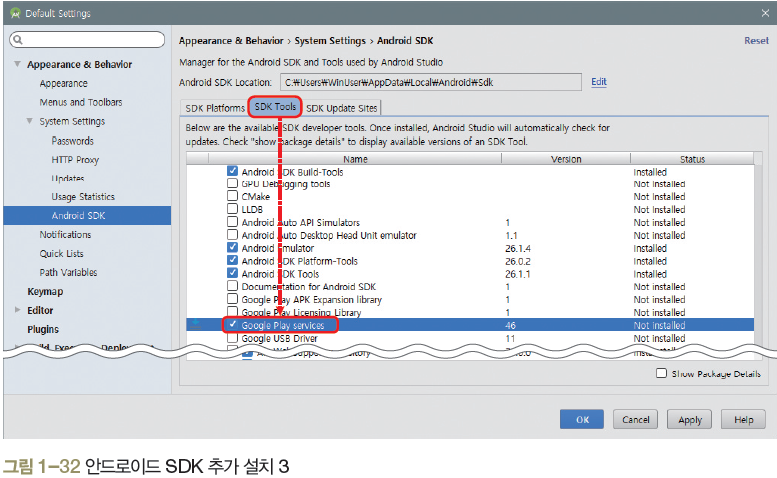 Default Settings
Appearance & Behavior › System Settings › Android SDK
Reset
Manager for the Android SDK and Tools used by Android Studio
Android SDK Location: C:₩Users₩WinUser₩AppData₩Local₩Android₩Sdk Edit
Appearance & Behavior
Appearance
Menus and Toolbars
System Settings
Passwords
HTTP Proxy
Updates
Usage Statistics
Android SDK
Notifications
Quick Lists
Path Variables
Keymap
Editor
Plugins
SDK Platforms SDK Tools SDK Update Sites
Below are the available SDK developer tools. Once installed, Android Studio will automatically check for
updates. Check "show package details" to display available versions of an SDK Tool.
Name Version Status
Android SDK Build-Tools Installed
GPU Debugging tools Not Installed
CMake Not Installed
LLDB Not Installed
Android Auto API Simulators 1 Not installed
Android Auto Desktop Head Unit emulator 1.1 Not installed
Android Emulator 26.1.4 Installed
Android SDK Platform-Tools 26.0.2 Installed
Android SDK Tools 26.1.1 Installed
Documentation for Android SDK 1 Not installed
Google Play APK Expansion library 1 Not installed
Google Play Licensing Library 1 Not installed
Google Play services 46 Not installed
Google USB Driver 11 Not installed
Show Package Details
OK Cancel Apply Help
그림 1-32 안드로이드 SDK 추가 설치 3